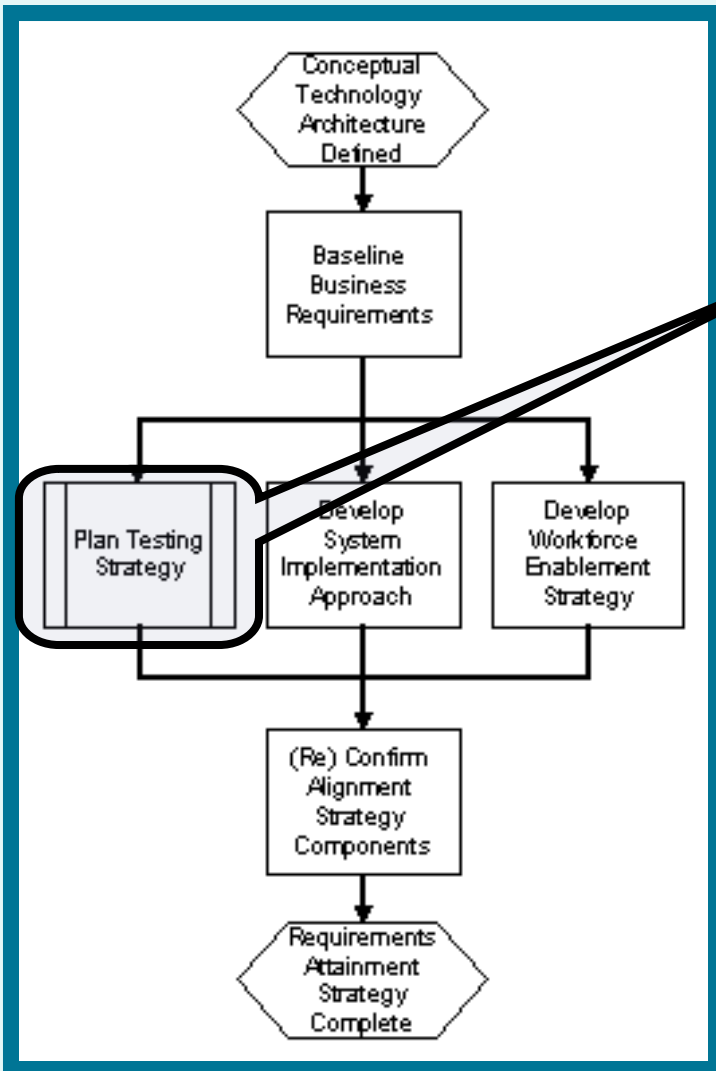 Conceptual
Technology
Architecture
Defined
Baseline
Business
Requirements
Plan Testing
Strategy
Develop
System
Implementation
Approach
Develop
Workforce
Enablement
Strategy
(Re) Confirm
Alignment
Strategy
Components
Requirements
Attainment
Strategy
Complete